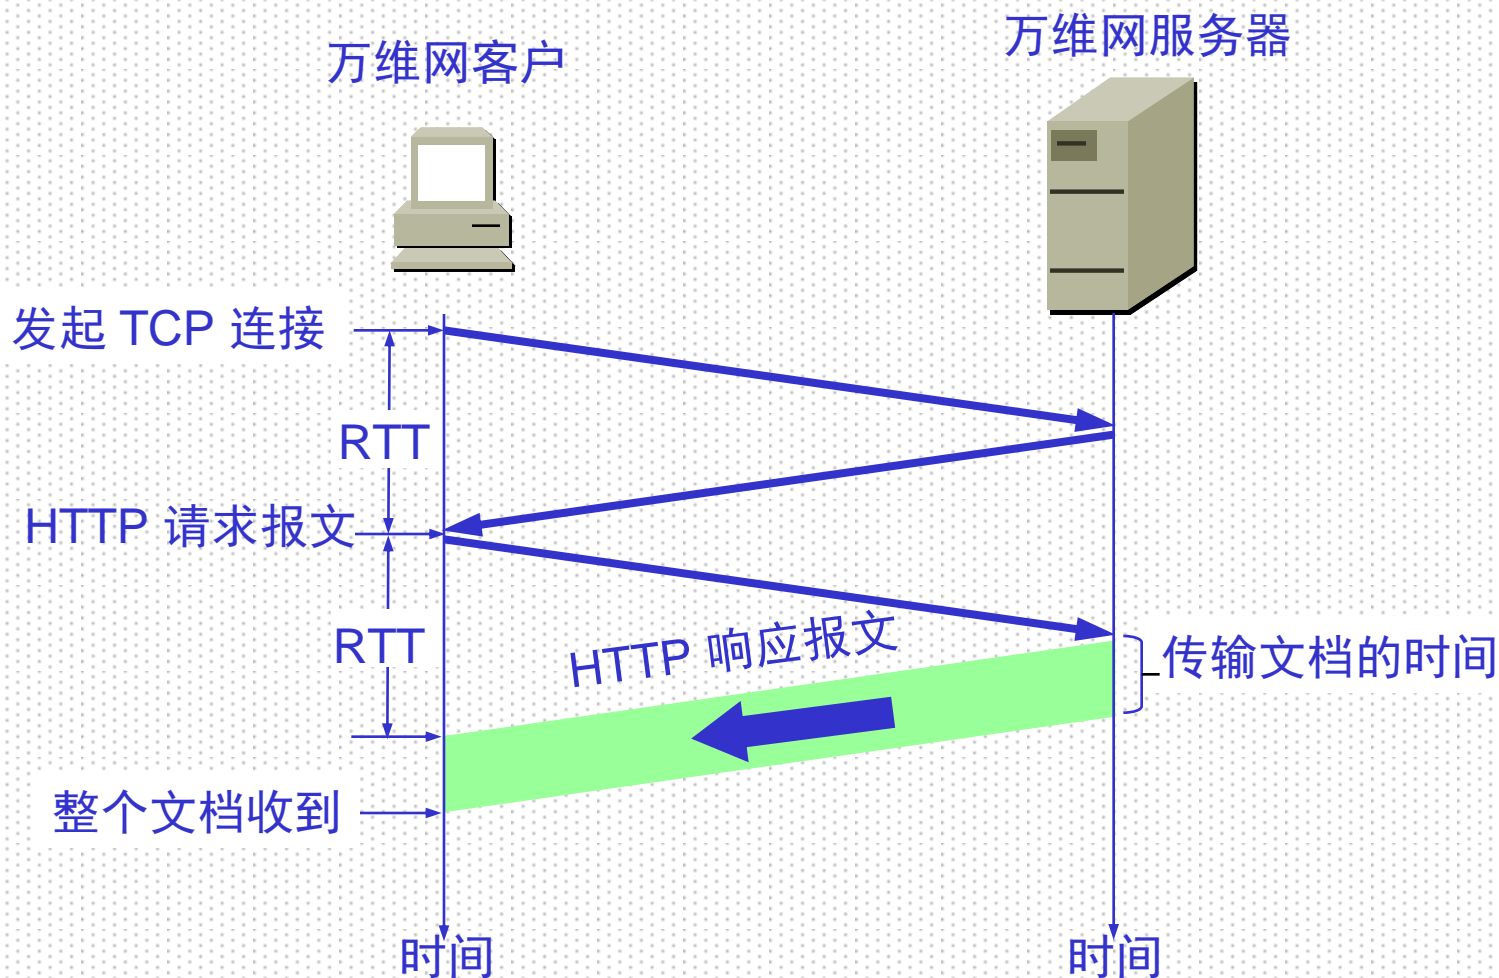 万维网客户
万维网服务器
发起 TCP 连接
RTT
HTTP 请求报文
RTT
HTTP 响应报文
传输文档的时间
整个文档收到
时间
时间